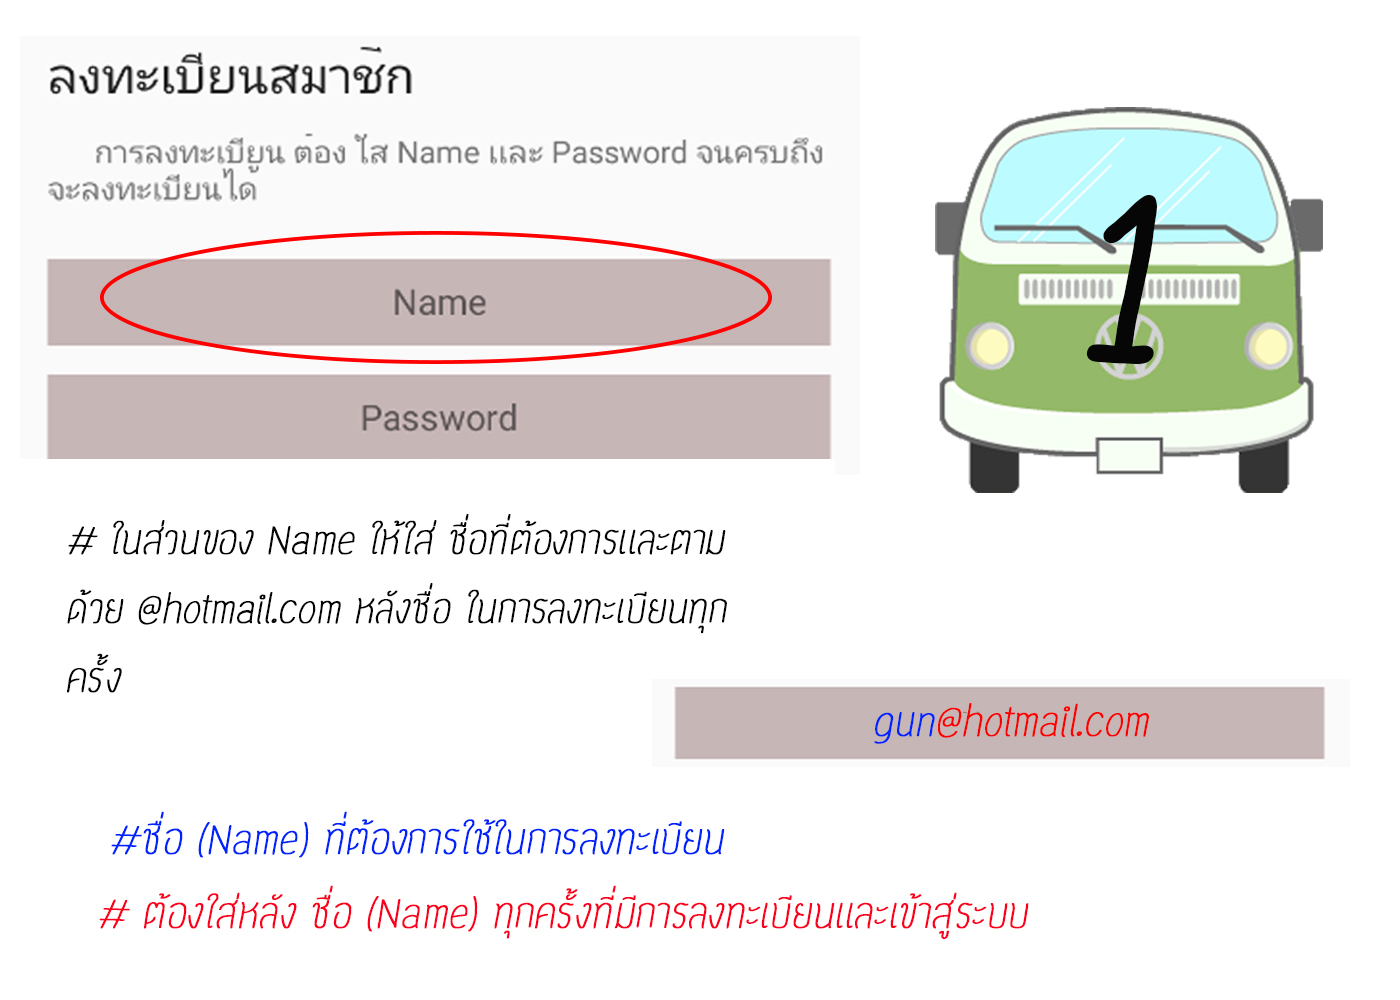 ลงทะเบียนสมาชิก
การลงทะเบียน ต้อง ใส่ Name และ Password จนครบถึง
จะลงทะเบียนได้
Name
Password
1
# ในส่วนของ Name ให้ใส่ ชื่อที่ต้องการและตาม
ด้วย @hotmail.com หลังชื่อ ในการลงทะเบียนทุก
ครั้ง
gun@hotmail.com
#ชื่อ (Name) ที่ต้องการใช้ในการลงทะเบียน
# ต้องใส่หลัง ชื่อ (Name) ทุกครั้งที่มีการลงทะเบียนและเข้าสู่ระบบ